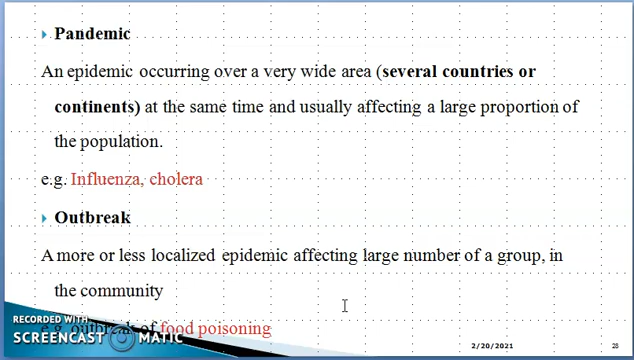 Pandemic
An epidemic occurring over a very wide area (several countries or
continents) at the same time and usually affecting a large proportion of
the population.
e.g. Influenza, cholera
Outbreak
A more or less localized epidemic affecting large number of a group, in
the community
e.g. outbreak of food poisoning
RECORDED WITH
SCREENCAST MATIC
2/20/2021
28